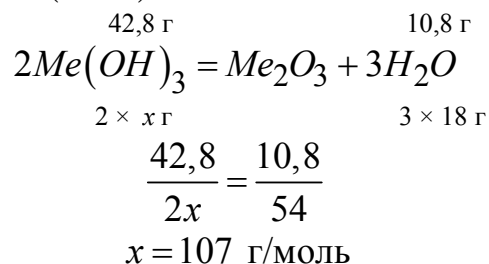 42,8 г 10,8 г
2Me(OH)₃ = Me₂O₃ + 3H₂O
2 × x г 3 × 18 г
42,8/2x = 10,8/54
x = 107 г/моль